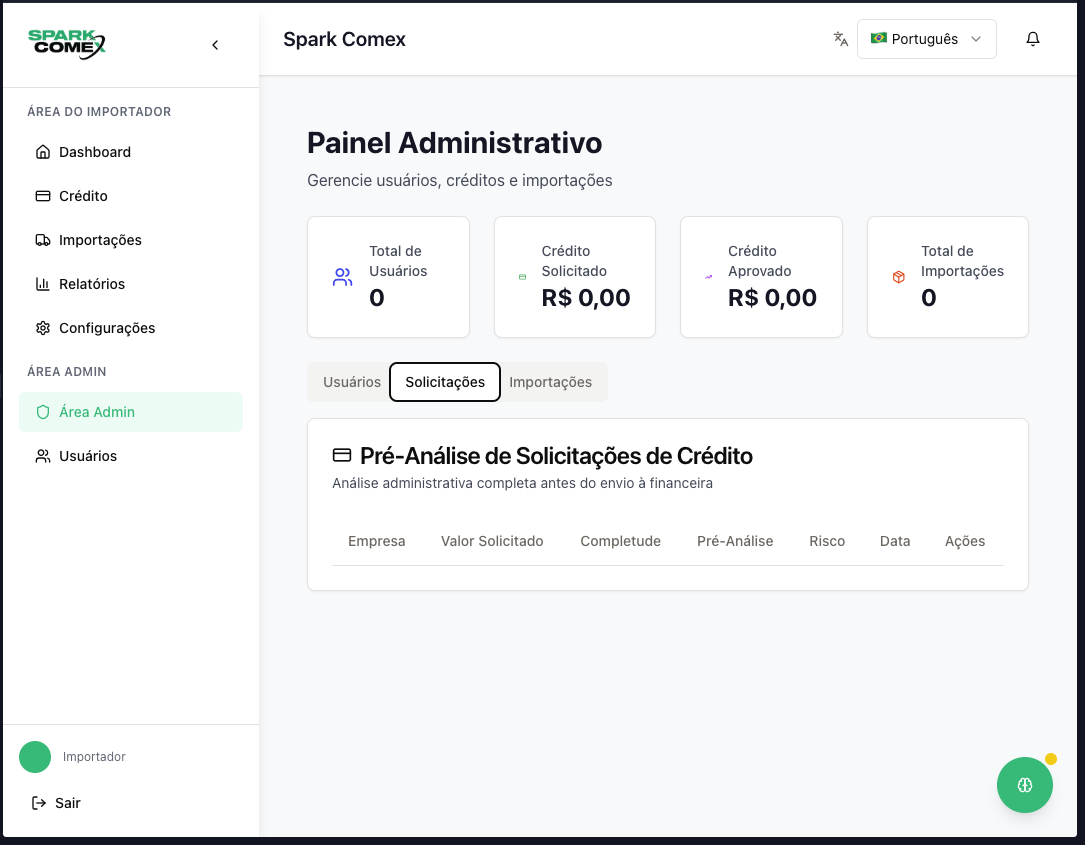 SPARK
COMEX
Spark Comex
Português
ÁREA DO IMPORTADOR
Dashboard
Crédito
Importações
Relatórios
Configurações
ÁREA ADMIN
Área Admin
Usuários
Importador
Sair
Painel Administrativo
Gerencie usuários, créditos e importações
Total de
Usuários
0
Crédito
Solicitado
R$ 0,00
Crédito
Aprovado
R$ 0,00
Total de
Importações
0
Usuários Solicitações Importações
Pré-Análise de Solicitações de Crédito
Análise administrativa completa antes do envio à financeira
Empresa Valor Solicitado Completude Pré-Análise Risco Data Ações